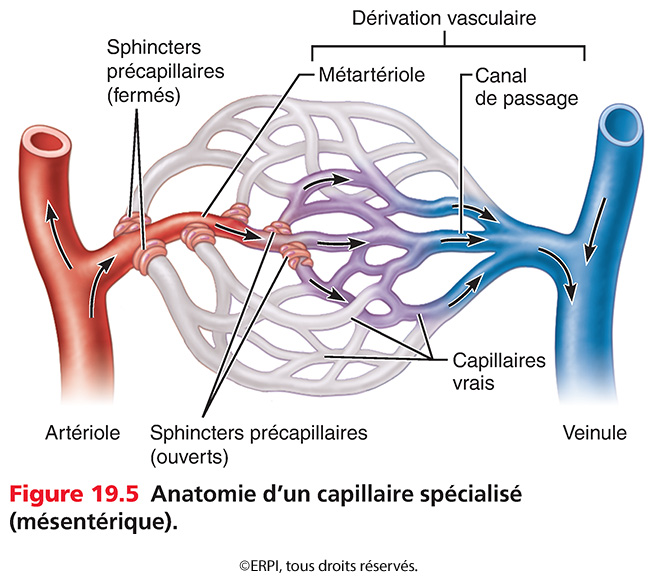 Dérivation vasculaire
Sphincters
précapillaires
(fermés)
Métartériole
Canal
de passage
Capillaires
vrais
Artériole
Sphincters précapillaires
(ouverts)
Veinule
Figure 19.5 Anatomie d’un capillaire spécialisé
(mésentérique).
©ERPI, tous droits réservés.